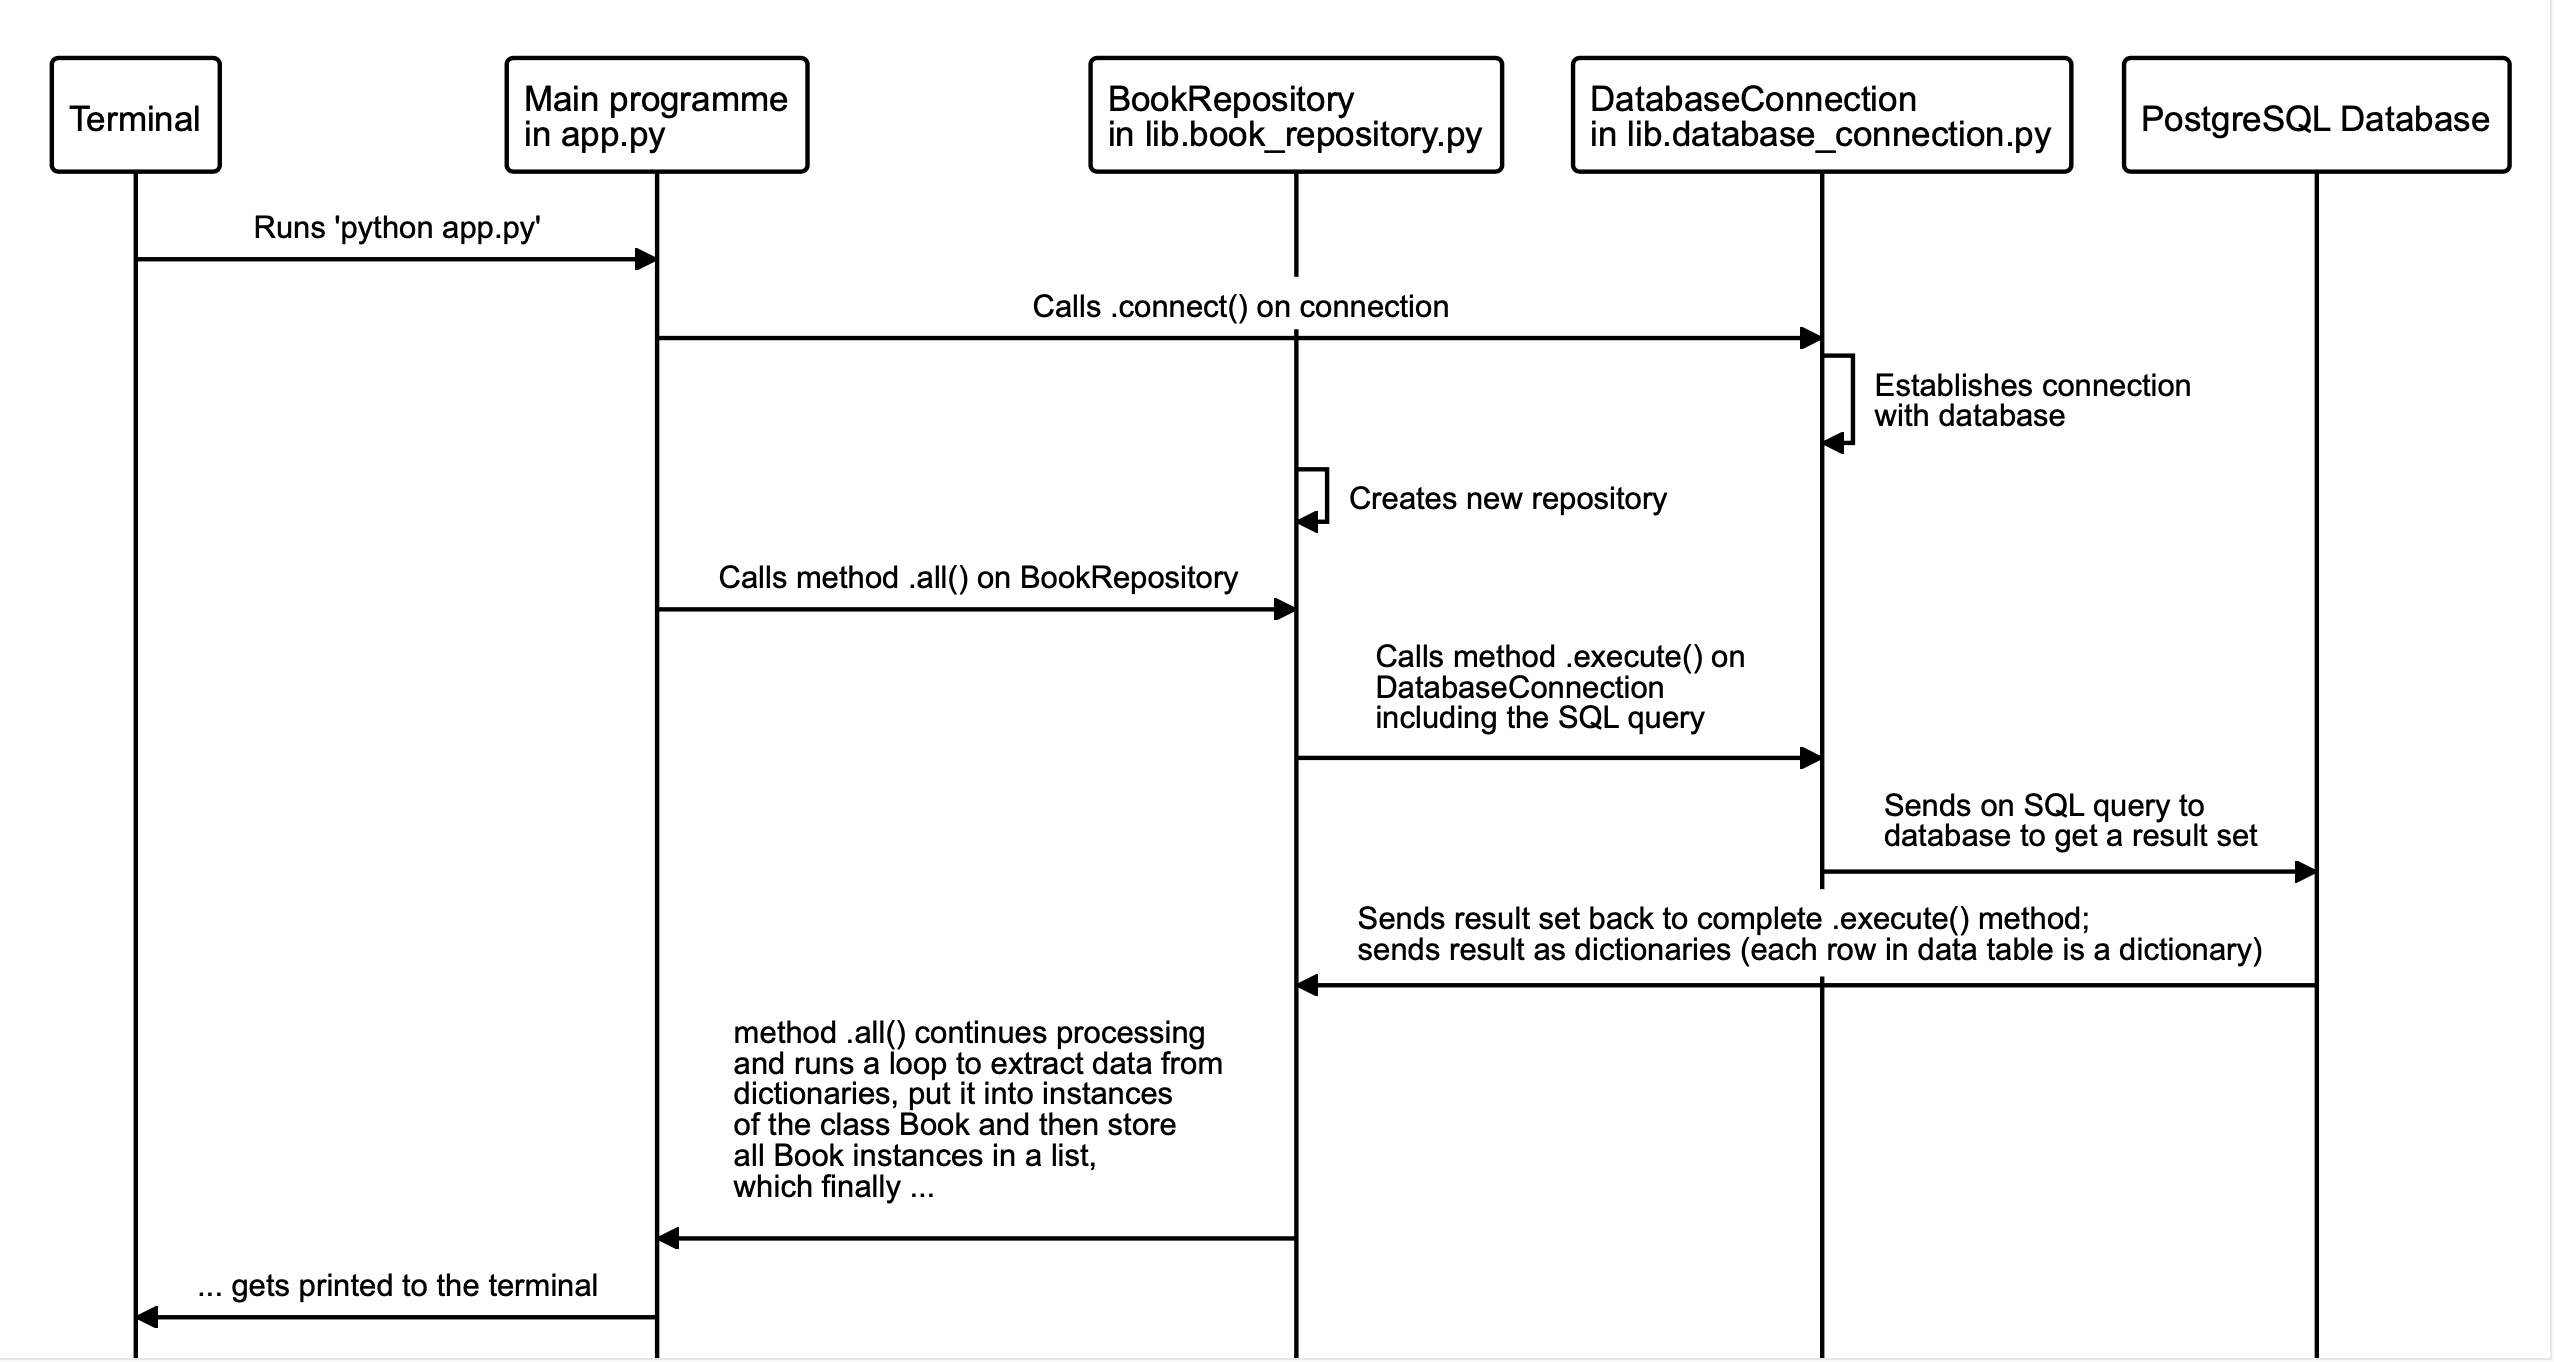 Terminal
Main programme
in app.py
BookRepository
in lib.book_repository.py
DatabaseConnection
in lib.database_connection.py
PostgreSQL Database
Runs 'python app.py'
Calls .connect() on connection
Establishes connection
with database
Creates new repository
Calls method .all() on BookRepository
Calls method .execute() on
DatabaseConnection
including the SQL query
Sends on SQL query to
database to get a result set
Sends result set back to complete .execute() method;
sends result as dictionaries (each row in data table is a dictionary)
method .all() continues processing
and runs a loop to extract data from
dictionaries, put it into instances
of the class Book and then store
all Book instances in a list,
which finally ...
... gets printed to the terminal